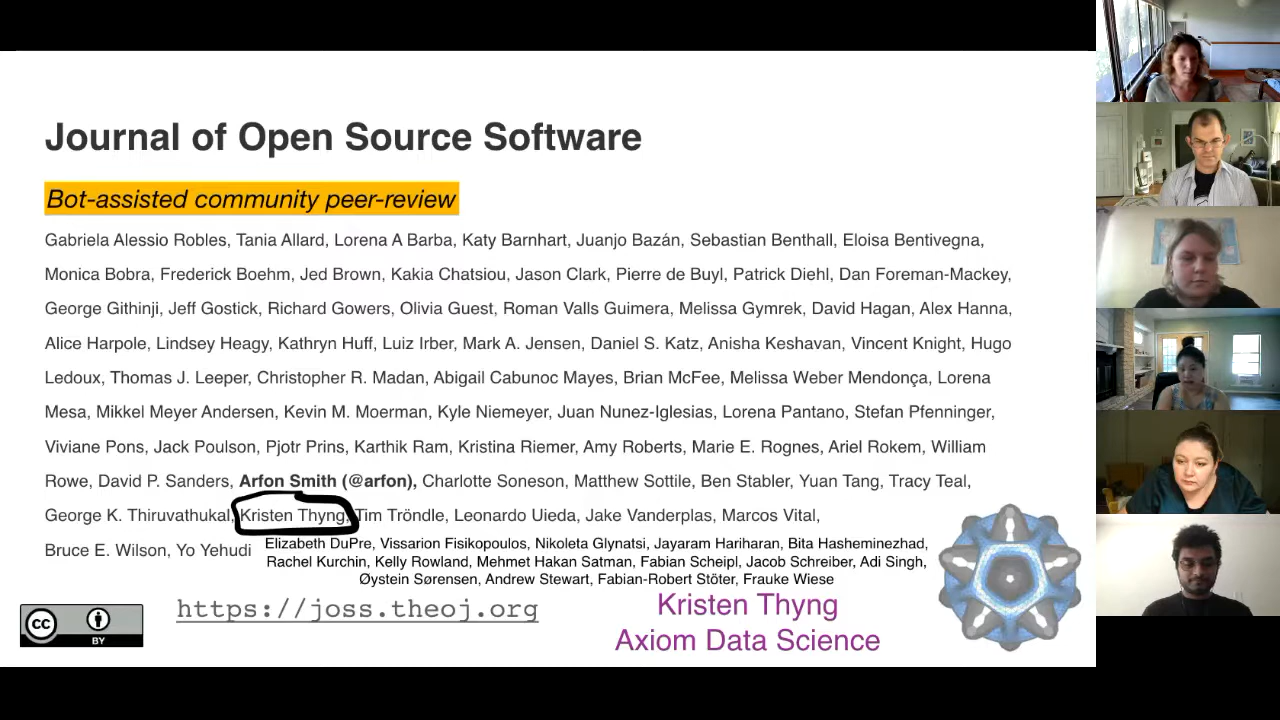 Journal of Open Source Software
Bot-assisted community peer-review
Gabriela Alessio Robles, Tania Allard, Lorena A Barba, Katy Barnhart, Juanjo Bazán, Sebastian Benthall, Eloisa Bentivegna,
Monica Bobra, Frederick Boehm, Jed Brown, Kakia Chatsiou, Jason Clark, Pierre de Buyl, Patrick Diehl, Dan Foreman-Mackey,
George Githinji, Jeff Gostick, Richard Gowers, Olivia Guest, Roman Valls Guimera, Melissa Gymrek, David Hagan, Alex Hanna,
Alice Harpole, Lindsey Heagy, Kathryn Huff, Luiz Irber, Mark A. Jensen, Daniel S. Katz, Anisha Keshavan, Vincent Knight, Hugo
Ledoux, Thomas J. Leeper, Christopher R. Madan, Abigail Cabunoc Mayes, Brian McFee, Melissa Weber Mendonça, Lorena
Mesa, Mikkel Meyer Andersen, Kevin M. Moerman, Kyle Niemeyer, Juan Nunez-Iglesias, Lorena Pantano, Stefan Pfenninger,
Viviane Pons, Jack Poulson, Pjotr Prins, Karthik Ram, Kristina Riemer, Amy Roberts, Marie E. Rognes, Ariel Rokem, William
Rowe, David P. Sanders, Arfon Smith (@arfon), Charlotte Soneson, Matthew Sottile, Ben Stabler, Yuan Tang, Tracy Teal,
George K. Thiruvathukal, Kristen Thyng, Tim Tröndle, Leonardo Uieda, Jake Vanderplas, Marcos Vital,
Bruce E. Wilson, Yo Yehudi
Elizabeth DuPre, Vissarion Fisikopoulos, Nikoleta Glynatsi, Jayaram Hariharan, Bita Hasheminezhad,
Rachel Kurchin, Kelly Rowland, Mehmet Hakan Satman, Fabian Scheipl, Jacob Schreiber, Adi Singh,
Øystein Sørensen, Andrew Stewart, Fabian-Robert Stöter, Frauke Wiese
cc BY
https://joss.theoj.org
Kristen Thyng
Axiom Data Science